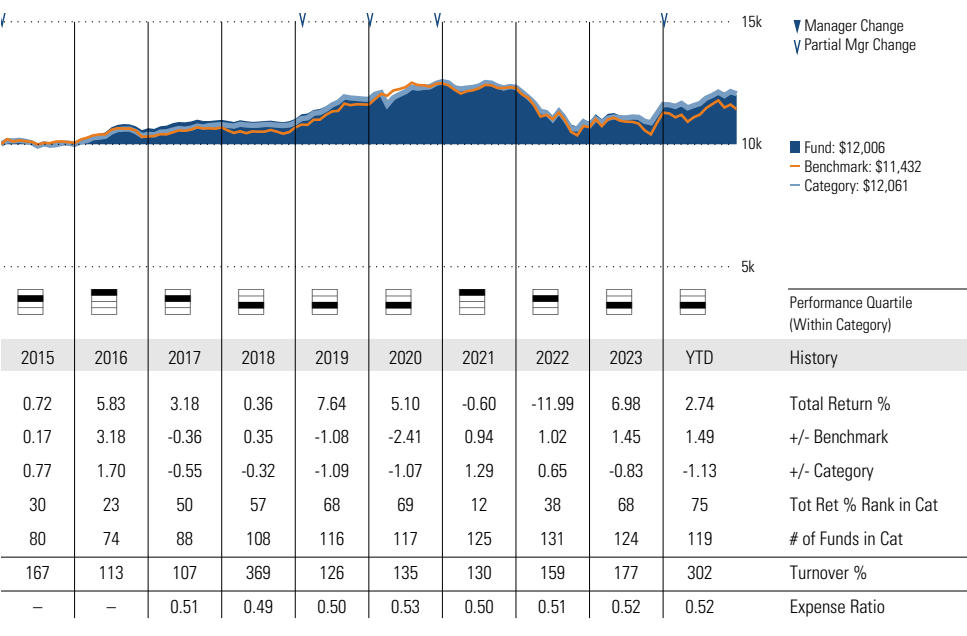 15k
Manager Change
Partial Mgr Change
10k
Fund: $12,006
Benchmark: $11,432
Category: $12,061
5k
Performance Quartile
(Within Category)
2015 2016 2017 2018 2019 2020 2021 2022 2023 YTD History
0.72 5.83 3.18 0.36 7.64 5.10 -0.60 -11.99 6.98 2.74 Total Return %
0.17 3.18 -0.36 0.35 -1.08 -2.41 0.94 1.02 1.45 1.49 +/- Benchmark
0.77 1.70 -0.55 -0.32 -1.09 -1.07 1.29 0.65 -0.83 -1.13 +/- Category
30 23 50 57 68 69 12 38 68 75 Tot Ret % Rank in Cat
80 74 88 108 116 117 125 131 124 119 # of Funds in Cat
167 113 107 369 126 135 130 159 177 302 Turnover %
– – 0.51 0.49 0.50 0.53 0.50 0.51 0.52 0.52 Expense Ratio